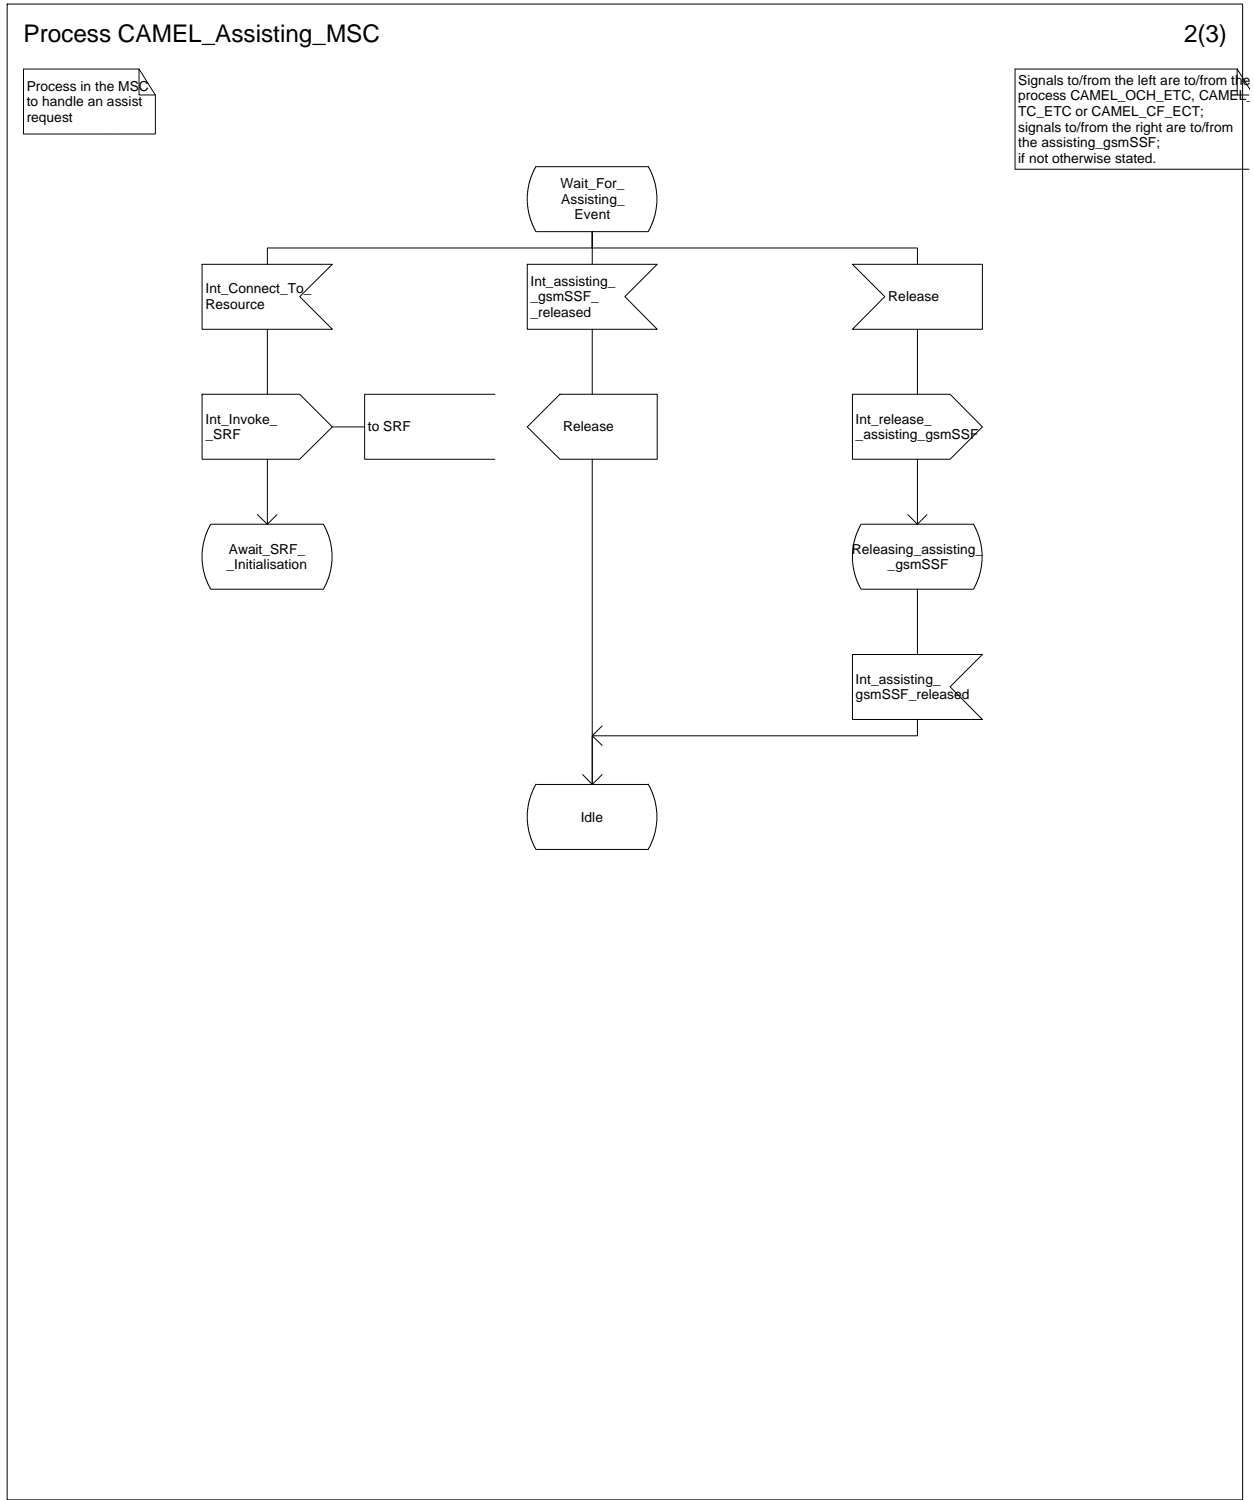 Process CAMEL_Assisting_MSC
2(3)
Process in the MSC
to handle an assist
request
Signals to/from the left are to/from the
process CAMEL_OCH_ETC, CAMEL_
TC_ETC or CAMEL_CF_ECT;
signals to/from the right are to/from
the assisting_gsmSSF;
if not otherwise stated.
Wait_For_
Assisting_
Event
Int_Connect_To_
Resource
Int_assisting_
_gsmSSF_
_released
Release
Int_Invoke_
_SRF
to SRF
Release
Int_release_
_assisting_gsmSSF
Await_SRF_
_Initialisation
Releasing_assisting_
_gsmSSF
Int_assisting_
gsmSSF_released
Idle